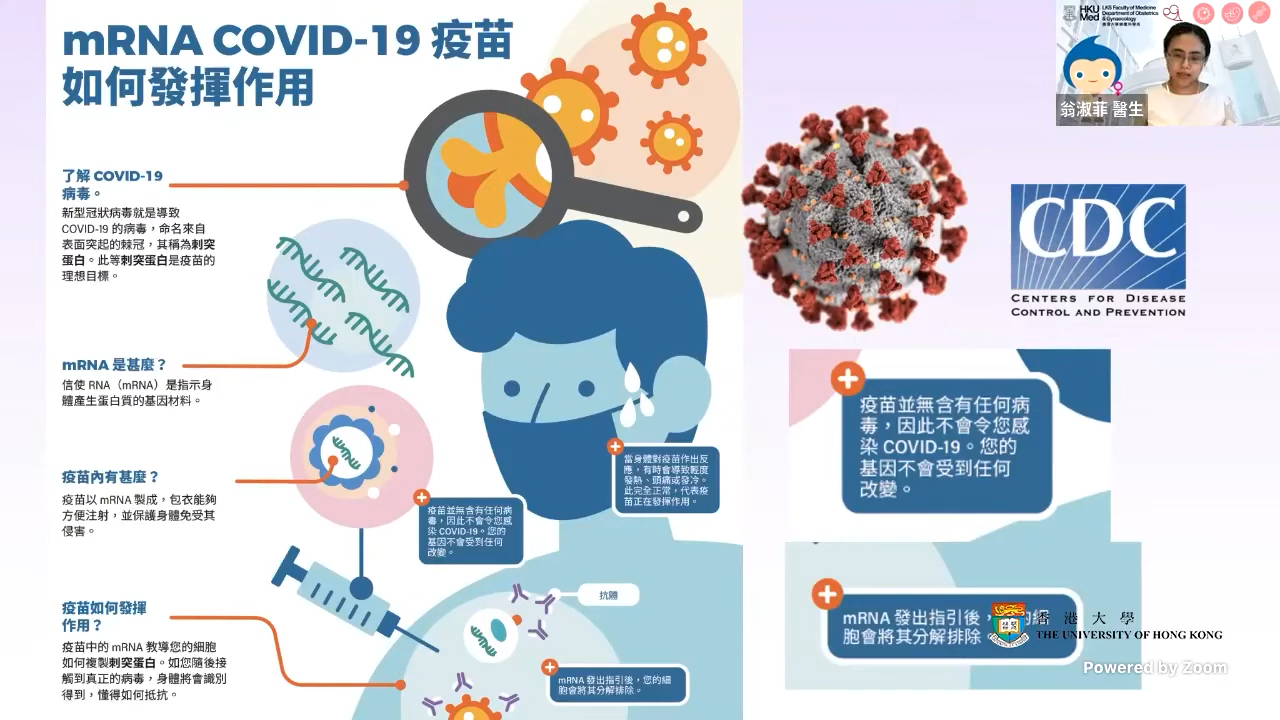 mRNA COVID-19 疫苗
如何發揮作用
了解 COVID-19
病毒。
新型冠狀病毒就是導致
COVID-19 的病毒，命名來自
表面突起的棘冠，其稱為刺突
蛋白。此等刺突蛋白是疫苗的
理想目標。
mRNA 是甚麼？
信使 RNA（mRNA）是指示身
體產生蛋白質的基因材料。
疫苗內有甚麼？
疫苗以 mRNA 製成，包衣能夠
方便注射，並保護身體免受其
侵害。
疫苗如何發揮
作用？
疫苗中的 mRNA 教導您的細胞
如何複製刺突蛋白。如您隨後接
觸到真正的病毒，身體將會識別
得到，懂得如何抵抗。
疫苗並無含有任何病
毒，因此不會令您感
染 COVID-19。您的
基因不會受到任何
改變。
當身體對疫苗作出反
應，有時會導致輕度
發熱、頭痛或發冷。
此完全正常，代表疫
苗正在發揮作用。
抗體
mRNA 發出指引後，您的細
胞會將其分解排除。
HKU
Med
LKS Faculty of Medicine
Department of Obstetrics
& Gynaecology
翁淑菲 醫生
CDC
CENTERS FOR DISEASE
CONTROL AND PREVENTION
疫苗並無含有任何病
毒，因此不會令您感
染 COVID-19。您的
基因不會受到任何
改變。
mRNA 發出指引後，
胞會將其分解排除
香港大學
THE UNIVERSITY OF HONG KONG
Powered by Zoom